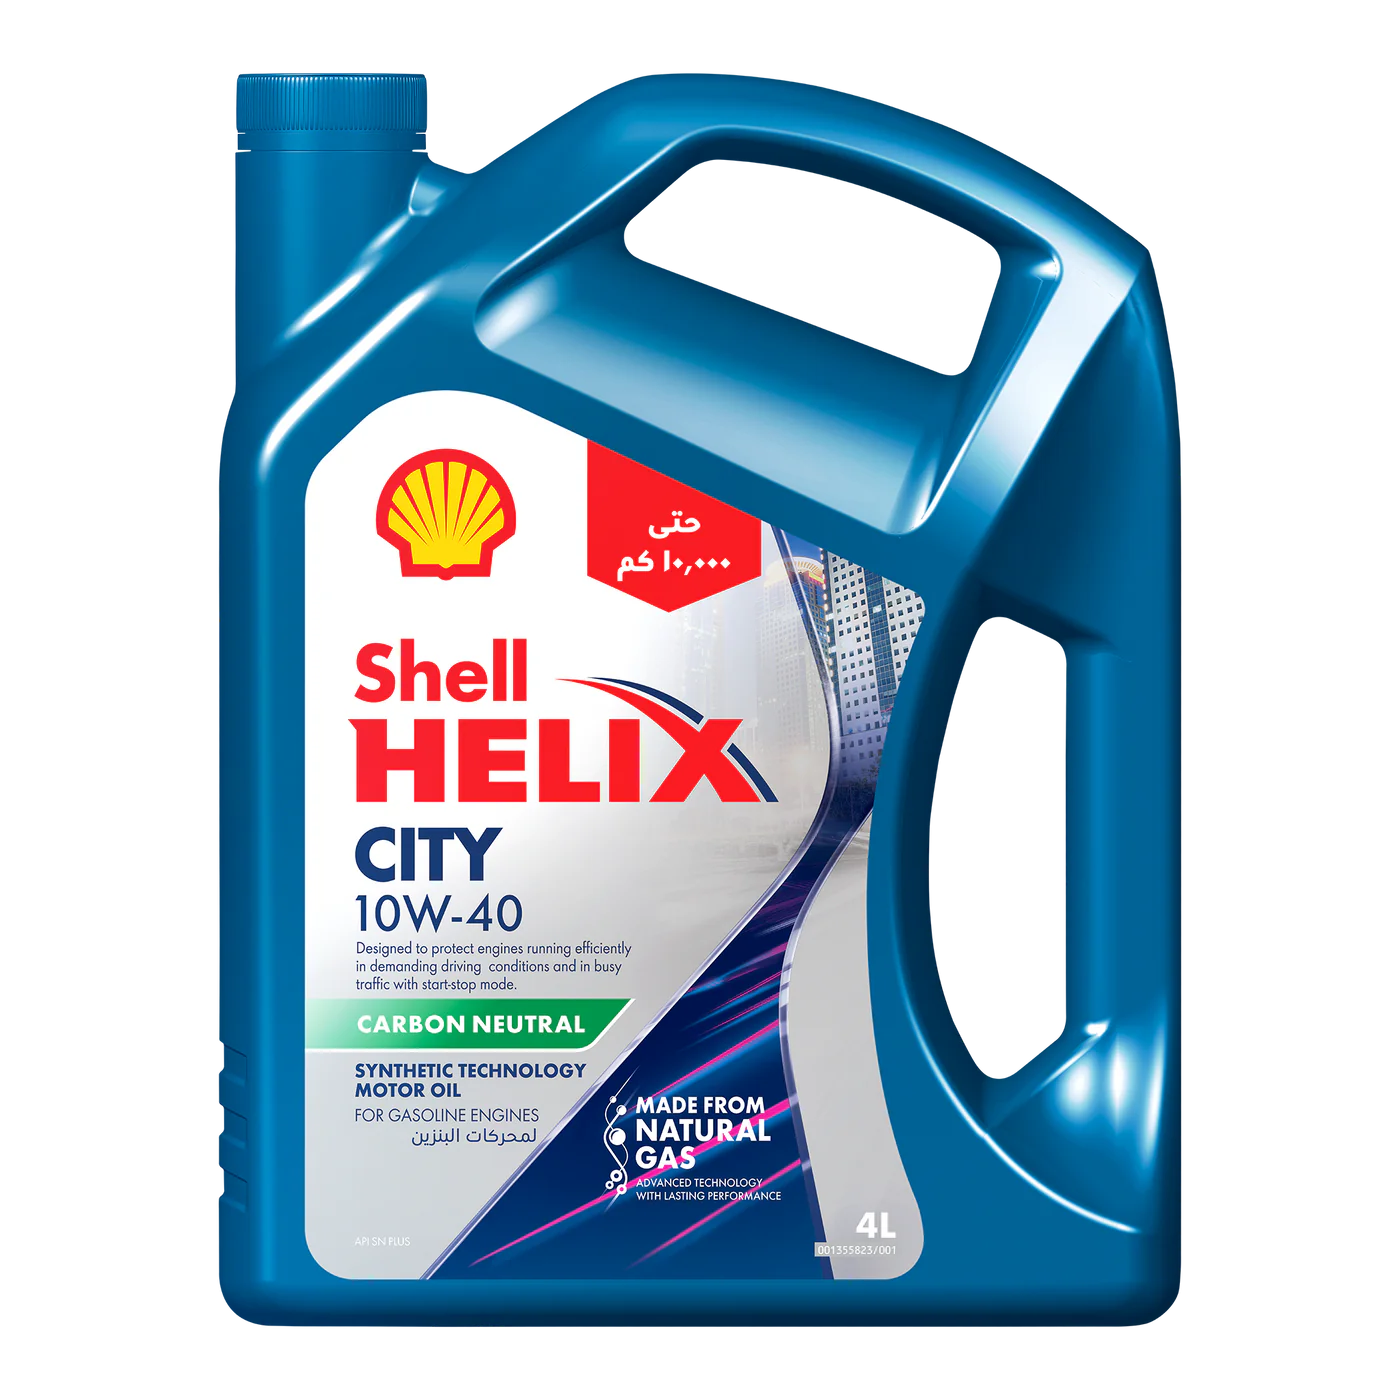 حتى
١٠٫٠٠٠ كم
Shell
HELIX
CITY
10W-40
Designed to protect engines running efficiently
in demanding driving conditions and in busy
traffic with start-stop mode.
CARBON NEUTRAL
SYNTHETIC TECHNOLOGY
MOTOR OIL
FOR GASOLINE ENGINES
لمحركات البنزين
MADE FROM
NATURAL
GAS
ADVANCED TECHNOLOGY
WITH LASTING PERFORMANCE
API SN PLUS
4L
001355823/001